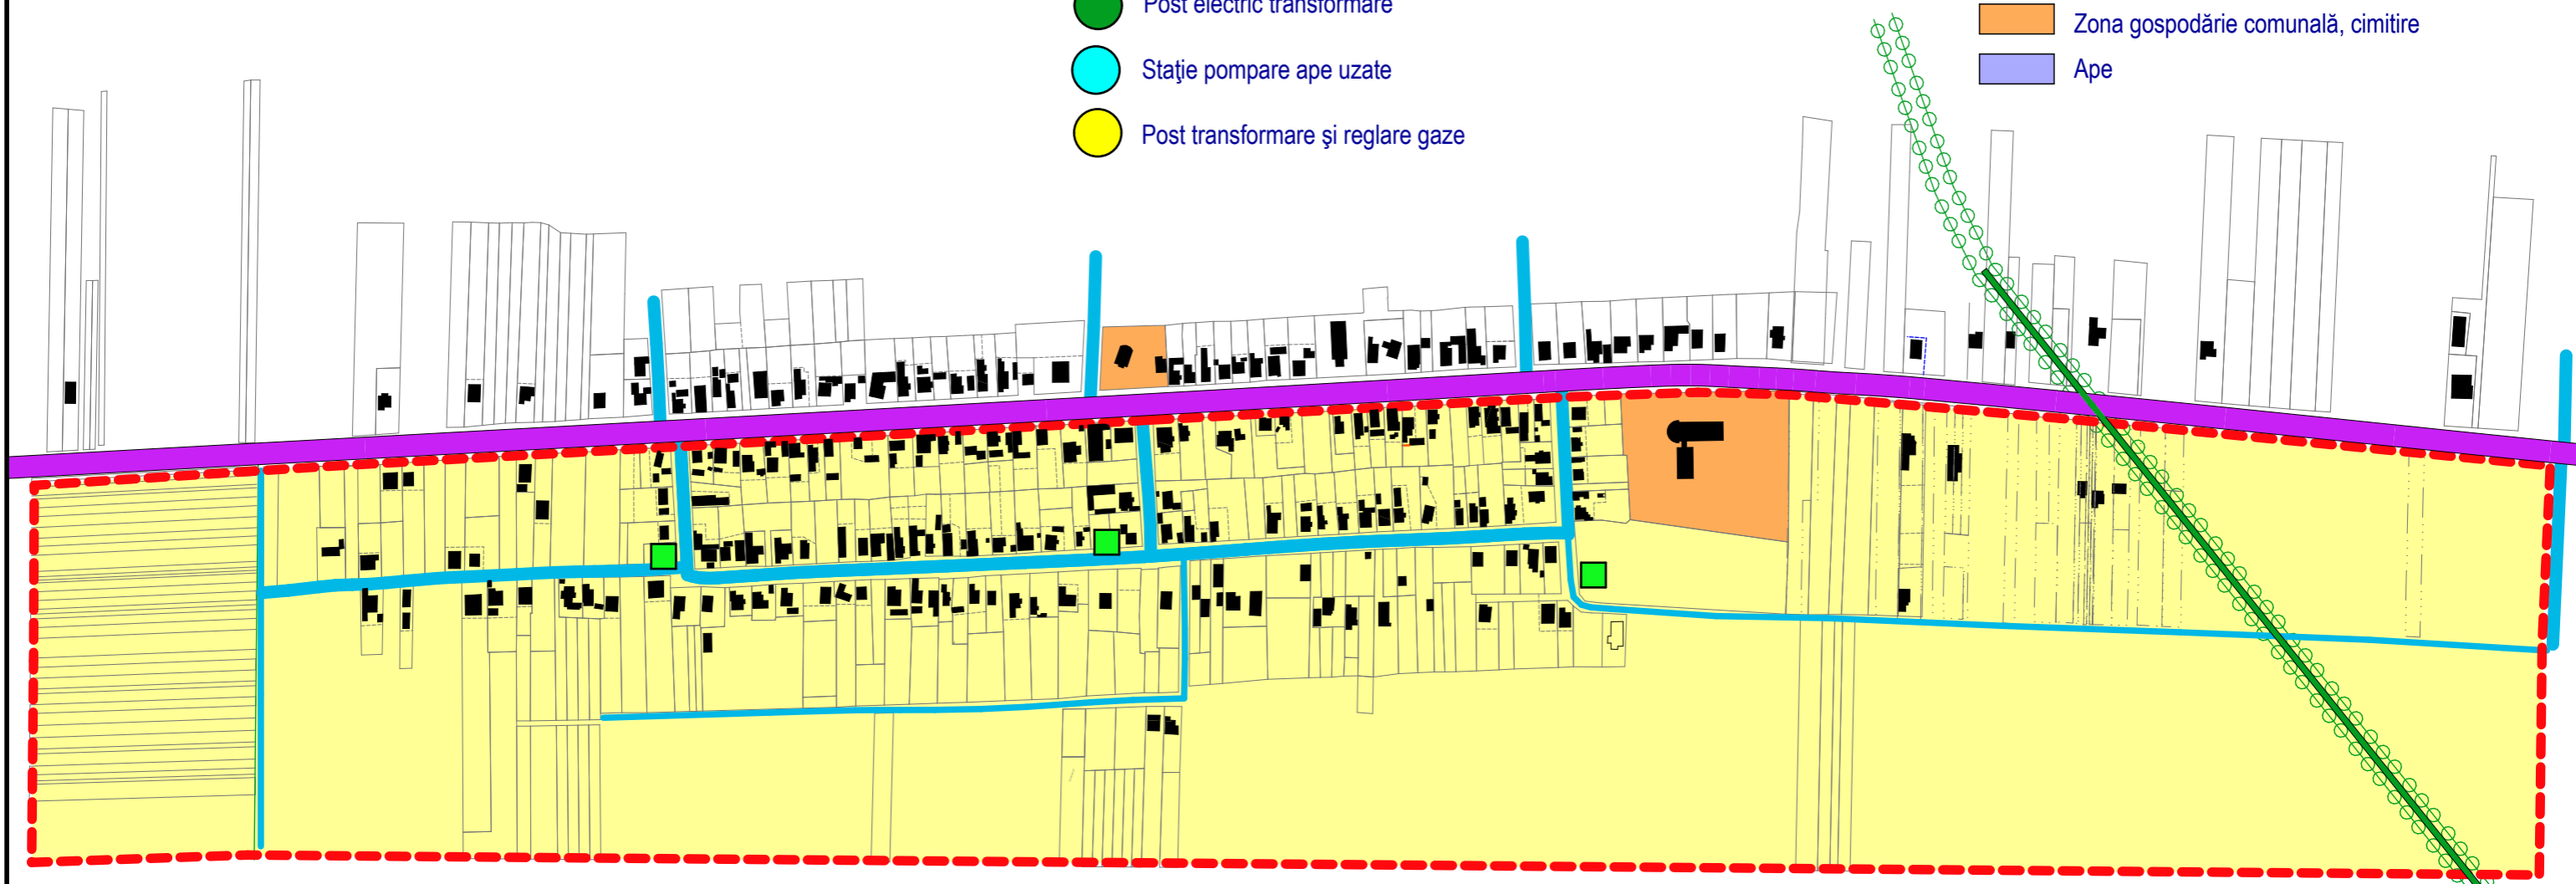 Post electric transformare
Staţie pompare ape uzate
Post transformare şi reglare gaze
Zona gospodărie comunală, cimitire
Ape